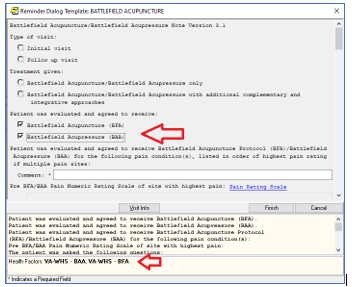 Reminder Dialog Template: BATTLEFIELD ACUPUNCTURE
Battlefield Acupuncture/Battlefield Acupressure Note Version 2.1
Type of visit:
Initial visit
Follow up visit
Treatment given:
Battlefield Acupuncture/Battlefield Acupressure only
Battlefield Acupuncture/Battlefield Acupressure with additional complementary and
integrative approaches
Patient was evaluated and agreed to receive:
Battlefield Acupuncture (BFA)
Battlefield Acupressure (BAA)
Patient was evaluated and agreed to receive Battlefield Acupuncture Protocol (BFA)/Battlefield
Acupressure (BAA) for the following pain condition(s), listed in order of highest pain rating
if multiple pain sites:
Comment: *
Pre BFA/BAA Pain Numeric Rating Scale of site with highest pain: Pain Rating Scale
Visit Info
Finish
Cancel
Patient was evaluated and agreed to receive Battlefield Acupuncture (BFA).
Patient was evaluated and agreed to receive Battlefield Acupressure (BAA).
Patient was evaluated and agreed to receive Battlefield Acupuncture Protocol
(BFA)/Battlefield Acupressure (BAA) for the following pain condition(s):
Pre BFA/BAA Pain Numeric Rating Scale of site with highest pain:
The patient was asked the following questions:
Health Factors: VA-WHS - BAA, VA-WHS - BFA
* Indicates a Required Field